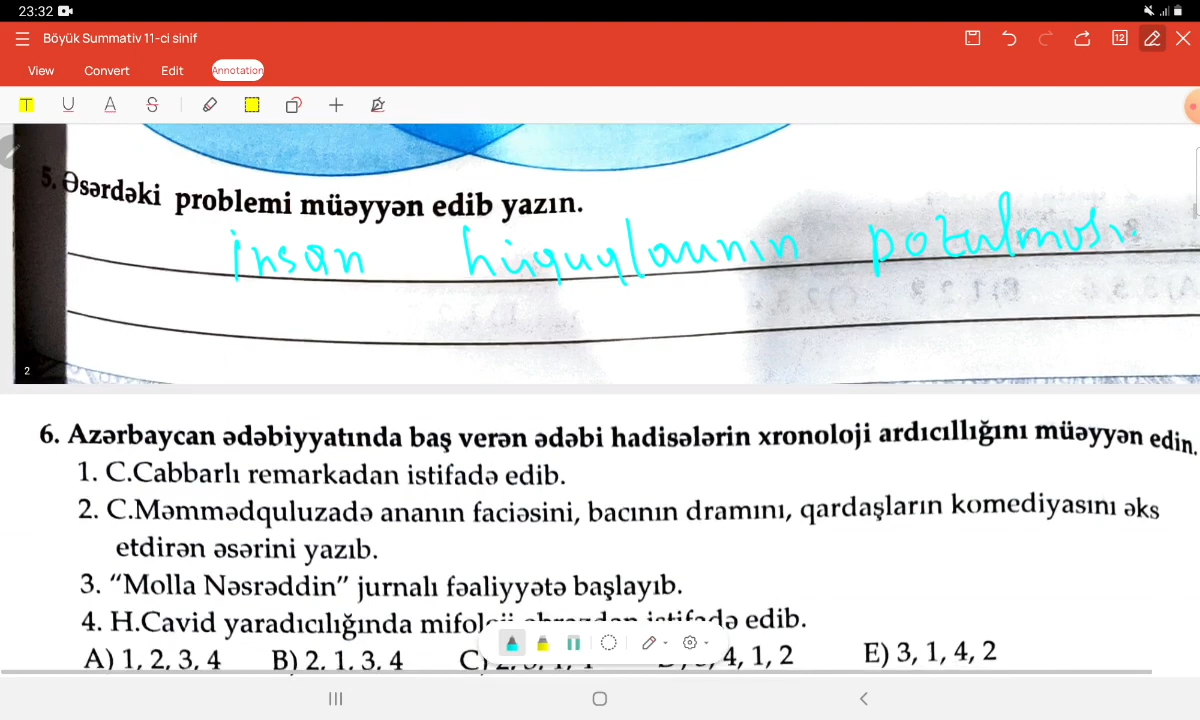 23:32
Böyük Summativ 11-ci sinif
12
View Convert Edit Annotation
T U A S
5. Əsərdəki problemi müəyyən edib yazın.
insan hüquqlarının pozulması
2
6. Azərbaycan ədəbiyyatında baş verən ədəbi hadisələrin xronoloji ardıcıllığını müəyyən edin.
1. C.Cabbarlı remarkadan istifadə edib.
2. C.Məmmədquluzadə ananın faciəsini, bacının dramını, qardaşların komediyasını əks
etdirən əsərini yazıb.
3. “Molla Nəsrəddin” jurnalı fəaliyyətə başlayıb.
4. H.Cavid yaradıcılığında istifadə edib.
A) 1, 2, 3, 4 B) 2, 1, 3, 4 4, 1, 2 E) 3, 1, 4, 2